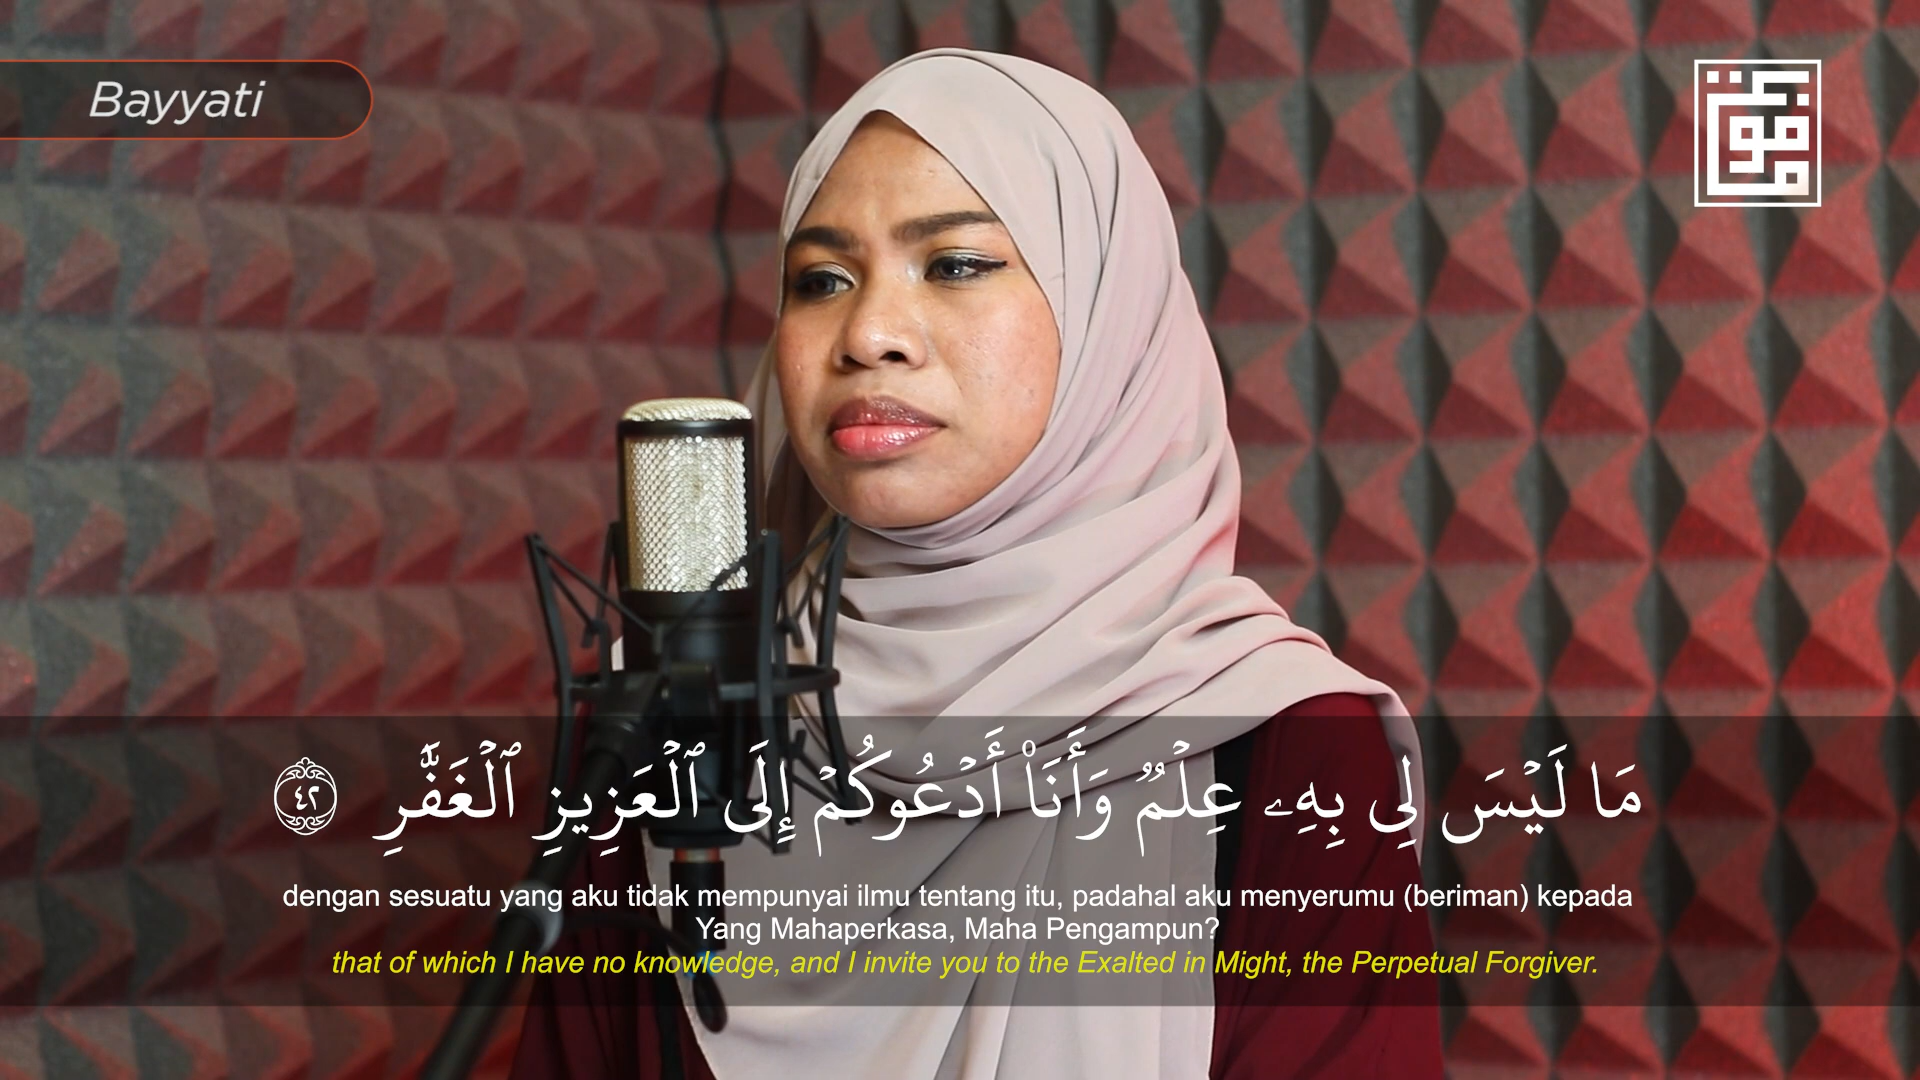 Bayyati
مَا لَيْسَ لِى بِهِۦ عِلْمٌ وَأَنَا۠ أَدْعُوكُمْ إِلَى ٱلْعَزِيزِ ٱلْغَفَّٰرِ ٤٢
dengan sesuatu yang aku tidak mempunyai ilmu tentang itu, padahal aku menyerumu (beriman) kepada
Yang Mahaperkasa, Maha Pengampun?
that of which I have no knowledge, and I invite you to the Exalted in Might, the Perpetual Forgiver.